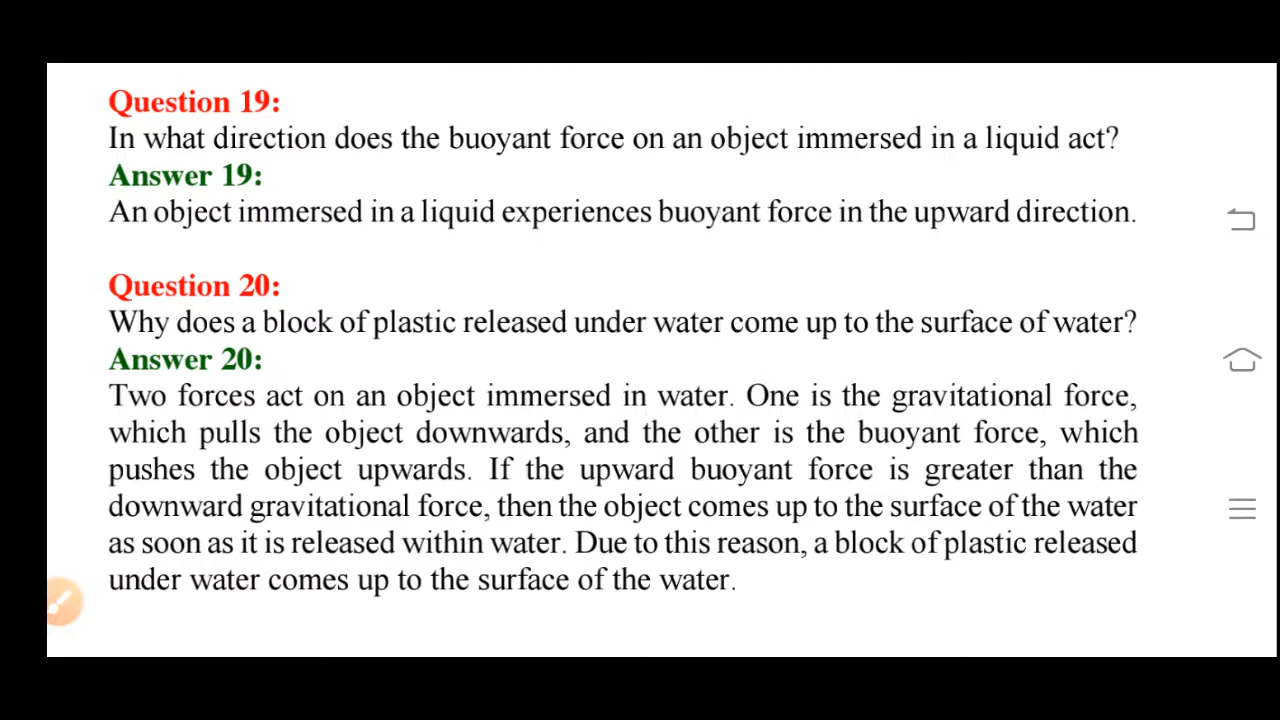 Question 19:
In what direction does the buoyant force on an object immersed in a liquid act?
Answer 19:
An object immersed in a liquid experiences buoyant force in the upward direction.
Question 20:
Why does a block of plastic released under water come up to the surface of water?
Answer 20:
Two forces act on an object immersed in water. One is the gravitational force,
which pulls the object downwards, and the other is the buoyant force, which
pushes the object upwards. If the upward buoyant force is greater than the
downward gravitational force, then the object comes up to the surface of the water
as soon as it is released within water. Due to this reason, a block of plastic released
under water comes up to the surface of the water.